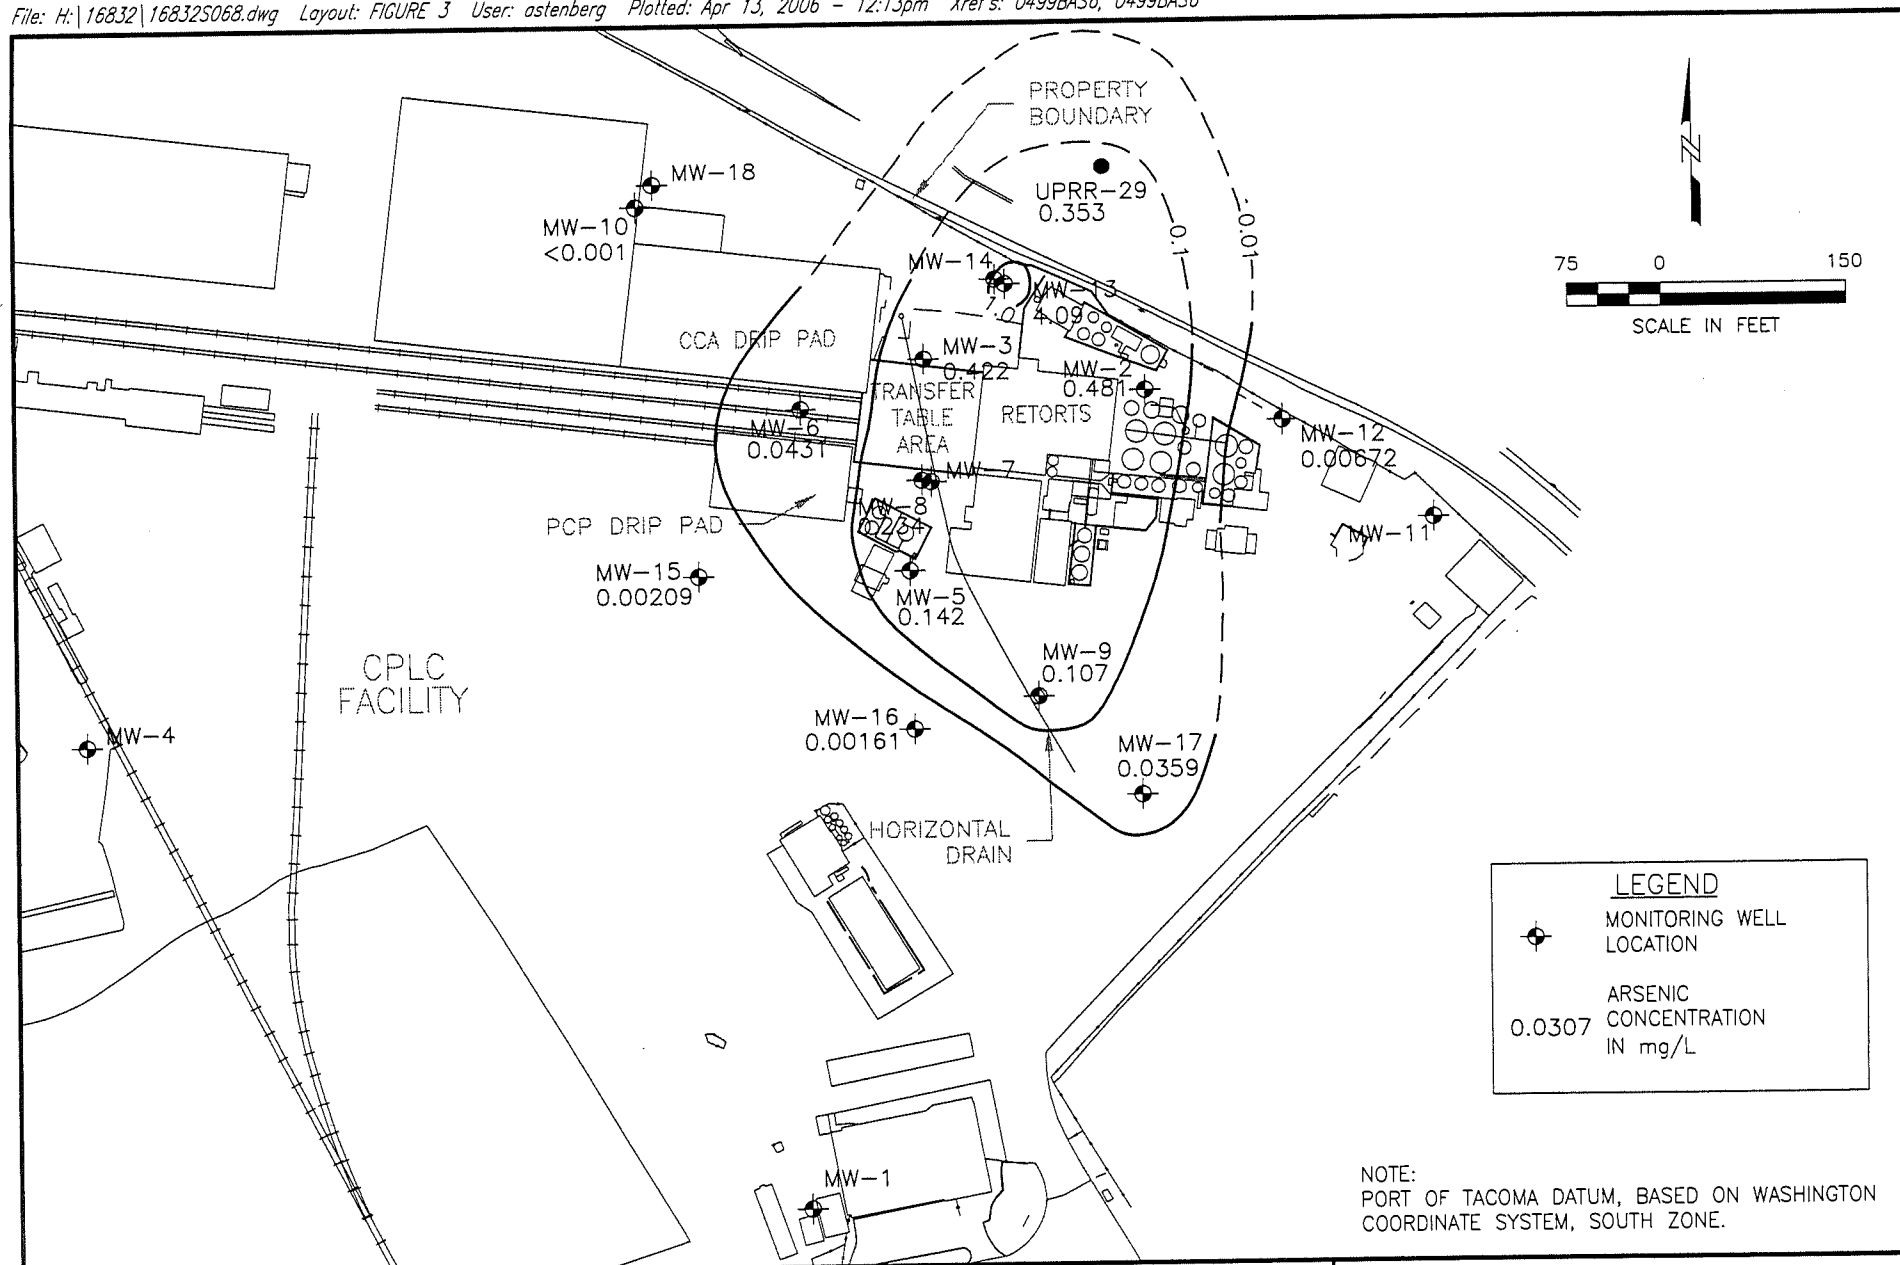 File: H:\16832\16832S068.dwg Layout: FIGURE 3 User: astenberg Plotted: Apr 13, 2006 - 12:13pm Xref's: 0499BAS6, 0499BAS6
PROPERTY
BOUNDARY
MW-18
MW-10
<0.001
UPRR-29
0.353
0.1
0.01
N
75 0 150
SCALE IN FEET
MW-14
MW-13
4.09
1.0
CCA DRIP PAD
MW-3
0.422
MW-2
0.481
TRANSFER
TABLE
AREA
RETORTS
MW-6
0.0431
MW-12
0.00672
MW-7
MW-8
0.234
PCP DRIP PAD
MW-11
MW-15
0.00209
MW-5
0.142
CPLC
FACILITY
MW-9
0.107
MW-16
0.00161
MW-4
MW-17
0.0359
HORIZONTAL
DRAIN
LEGEND
MONITORING WELL
LOCATION
ARSENIC
0.0307 CONCENTRATION
IN mg/L
MW-1
NOTE:
PORT OF TACOMA DATUM, BASED ON WASHINGTON
COORDINATE SYSTEM, SOUTH ZONE.